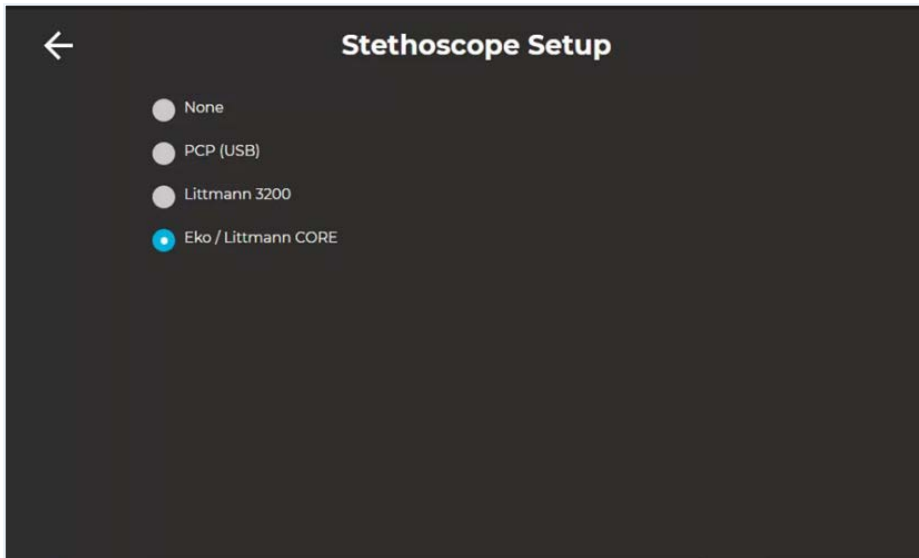 Stethoscope Setup
None
PCP (USB)
Littmann 3200
Eko / Littmann CORE